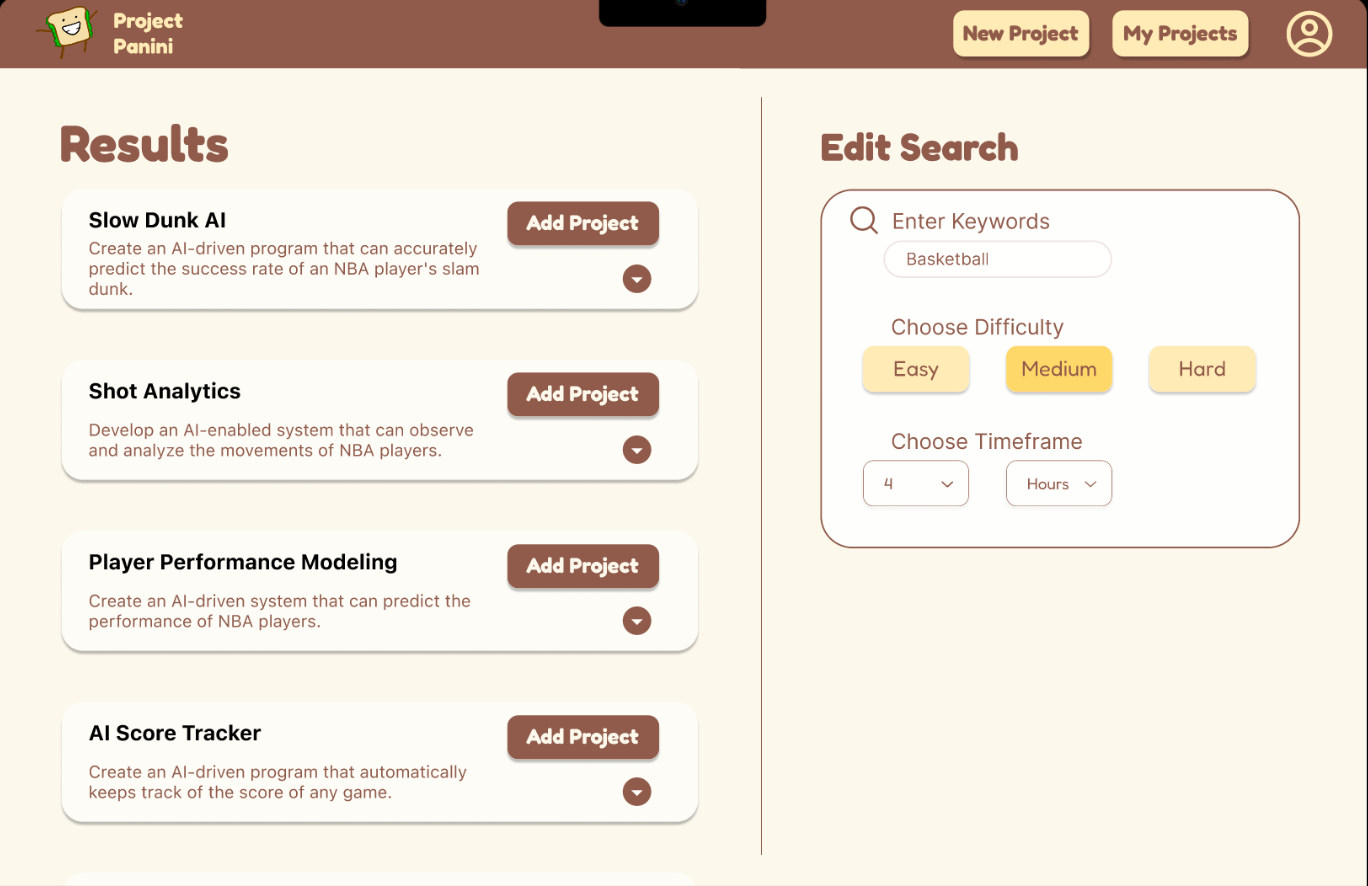 Project
Panini
New Project
My Projects
Results
Slow Dunk AI
Add Project
Create an AI-driven program that can accurately
predict the success rate of an NBA player's slam
dunk.
Shot Analytics
Add Project
Develop an AI-enabled system that can observe
and analyze the movements of NBA players.
Player Performance Modeling
Add Project
Create an AI-driven system that can predict the
performance of NBA players.
AI Score Tracker
Add Project
Create an AI-driven program that automatically
keeps track of the score of any game.
Edit Search
Enter Keywords
Basketball
Choose Difficulty
Easy
Medium
Hard
Choose Timeframe
4
Hours